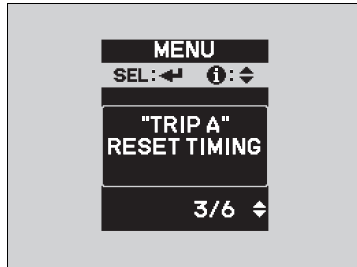 MENU
SEL:↵ ℹ:⬍
"TRIP A"
RESET TIMING
3/6 ⬍